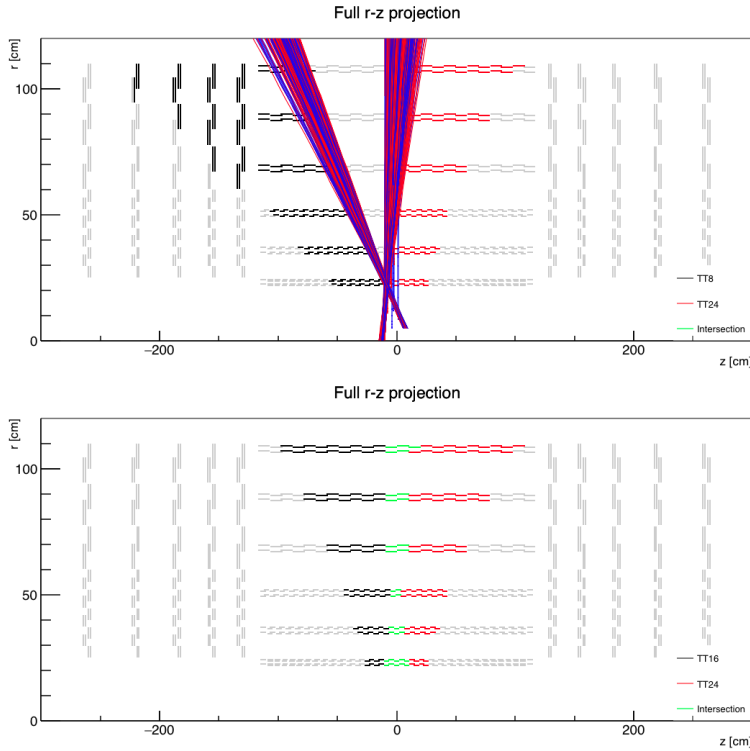 Full r-z projection
r [cm]
100
50
0
−200
0
200
z [cm]
TT8
TT24
Intersection
Full r-z projection
r [cm]
100
50
0
−200
0
200
z [cm]
TT16
TT24
Intersection